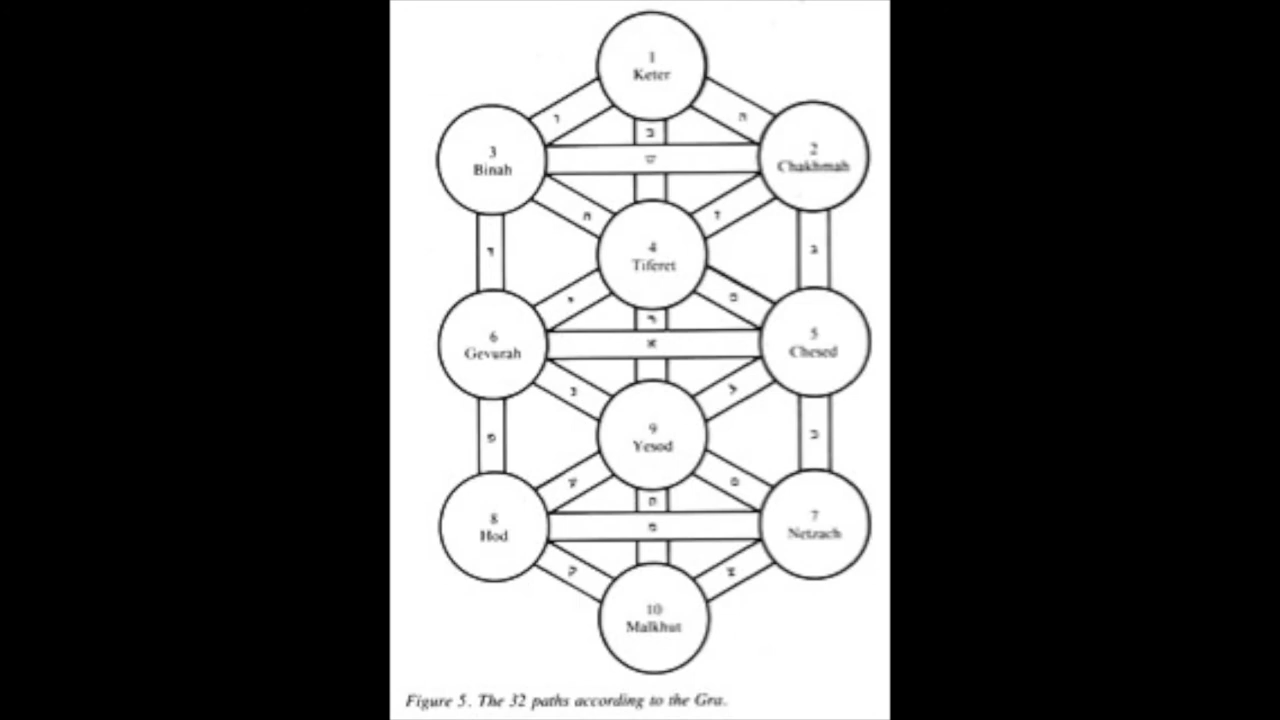 1
Keter
ו
ה
ב
3
Binah
ש
2
Chakhmah
ח
ז
ד
4
Tiferet
ג
י
ט
ר
6
Gevurah
א
5
Chesed
נ
ל
פ
9
Yesod
כ
ע
ס
ת
8
Hod
מ
7
Netzach
ק
צ
10
Malkhut
Figure 5. The 32 paths according to the Gra.